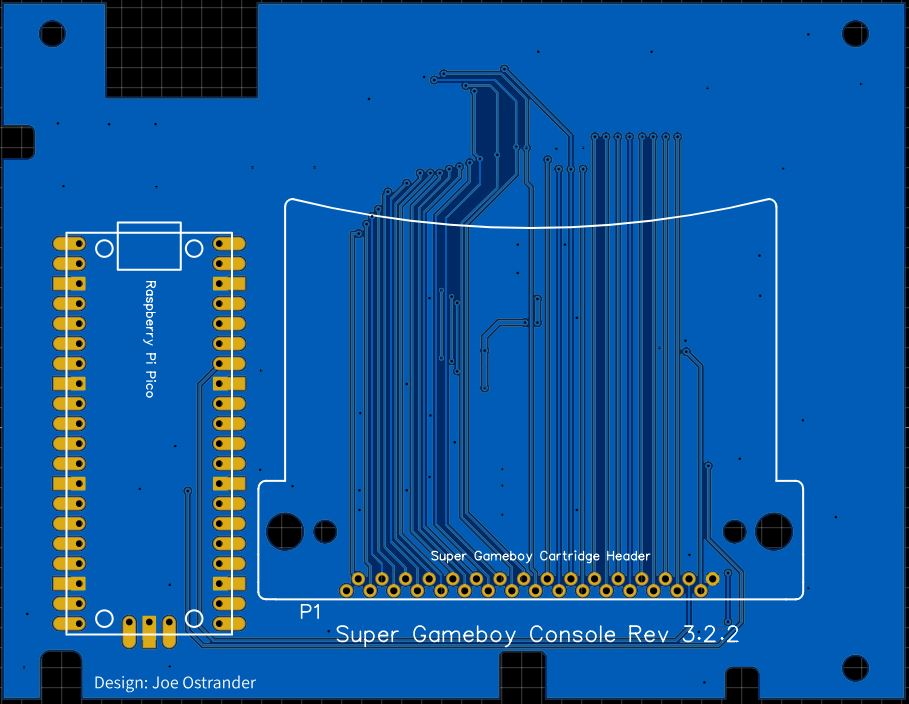 Raspberry Pi Pico
Super Gameboy Cartridge Header
P1
Super Gameboy Console Rev 3.2.2
Design: Joe Ostrander